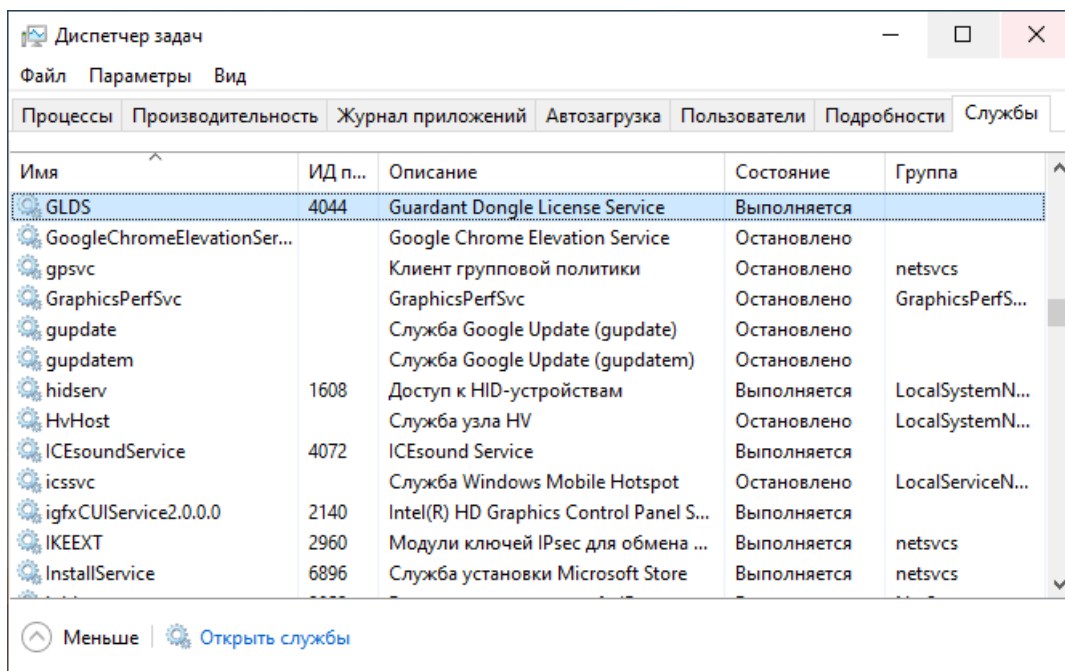 Диспетчер задач
Файл Параметры Вид
Процессы Производительность Журнал приложений Автозагрузка Пользователи Подробности Службы
Имя ИД п... Описание Состояние Группа
GLDS 4044 Guardant Dongle License Service Выполняется
GoogleChromeElevationSer... Google Chrome Elevation Service Остановлено
gpsvc Клиент групповой политики Остановлено netsvcs
GraphicsPerfSvc GraphicsPerfSvc Остановлено GraphicsPerfS...
gupdate Служба Google Update (gupdate) Остановлено
gupdatem Служба Google Update (gupdatem) Остановлено
hidserv 1608 Доступ к HID-устройствам Выполняется LocalSystemN...
HvHost Служба узла HV Остановлено LocalSystemN...
ICEsoundService 4072 ICEsound Service Выполняется
icssvc Служба Windows Mobile Hotspot Остановлено LocalServiceN...
igfxCUIService2.0.0.0 2140 Intel(R) HD Graphics Control Panel S... Выполняется
IKEEXT 2960 Модули ключей IPsec для обмена ... Выполняется netsvcs
InstallService 6896 Служба установки Microsoft Store Выполняется netsvcs
Меньше Открыть службы